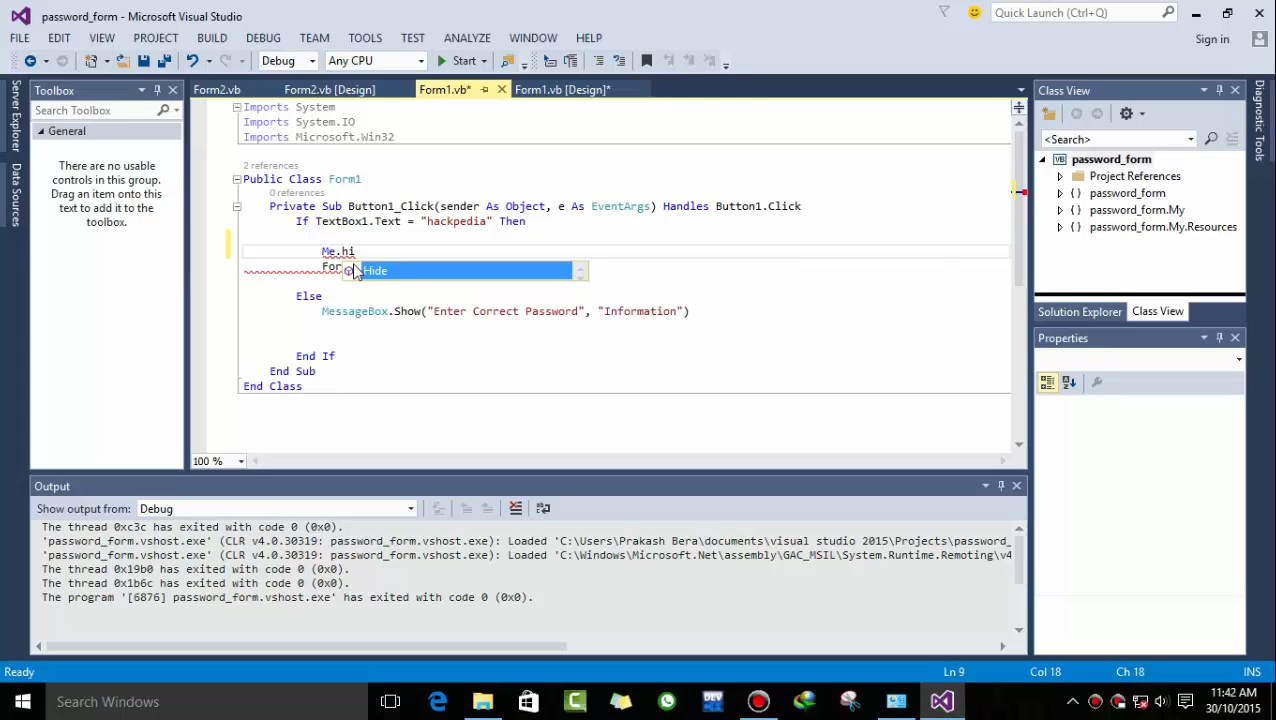 password_form - Microsoft Visual Studio
Quick Launch (Ctrl+Q)
FILE EDIT VIEW PROJECT BUILD DEBUG TEAM TOOLS TEST ANALYZE WINDOW HELP
Sign in
Debug
Any CPU
Start
Server Explorer
Data Sources
Toolbox
Search Toolbox
General
There are no usable
controls in this group.
Drag an item onto this
text to add it to the
toolbox.
Form2.vb
Form2.vb [Design]
Form1.vb*
Form1.vb [Design]*
Imports System
Imports System.IO
Imports Microsoft.Win32
2 references
Public Class Form1
0 references
Private Sub Button1_Click(sender As Object, e As EventArgs) Handles Button1.Click
If TextBox1.Text = "hackpedia" Then
Me.hi
For
Hide
Else
MessageBox.Show("Enter Correct Password", "Information")
End If
End Sub
End Class
100 %
Class View
<Search>
password_form
Project References
password_form
password_form.My
password_form.My.Resources
Solution Explorer
Class View
Properties
Diagnostic Tools
Output
Show output from: Debug
The thread 0xc3c has exited with code 0 (0x0).
'password_form.vshost.exe' (CLR v4.0.30319: password_form.vshost.exe): Loaded 'C:\Users\Prakash Bera\documents\visual studio 2015\Projects\password_
'password_form.vshost.exe' (CLR v4.0.30319: password_form.vshost.exe): Loaded 'C:\Windows\Microsoft.Net\assembly\GAC_MSIL\System.Runtime.Remoting\v4
The thread 0x19b0 has exited with code 0 (0x0).
The thread 0x1b6c has exited with code 0 (0x0).
The program '[6876] password_form.vshost.exe' has exited with code 0 (0x0).
Ready
Ln 9
Col 18
Ch 18
INS
Search Windows
DEV
11:42 AM
30/10/2015